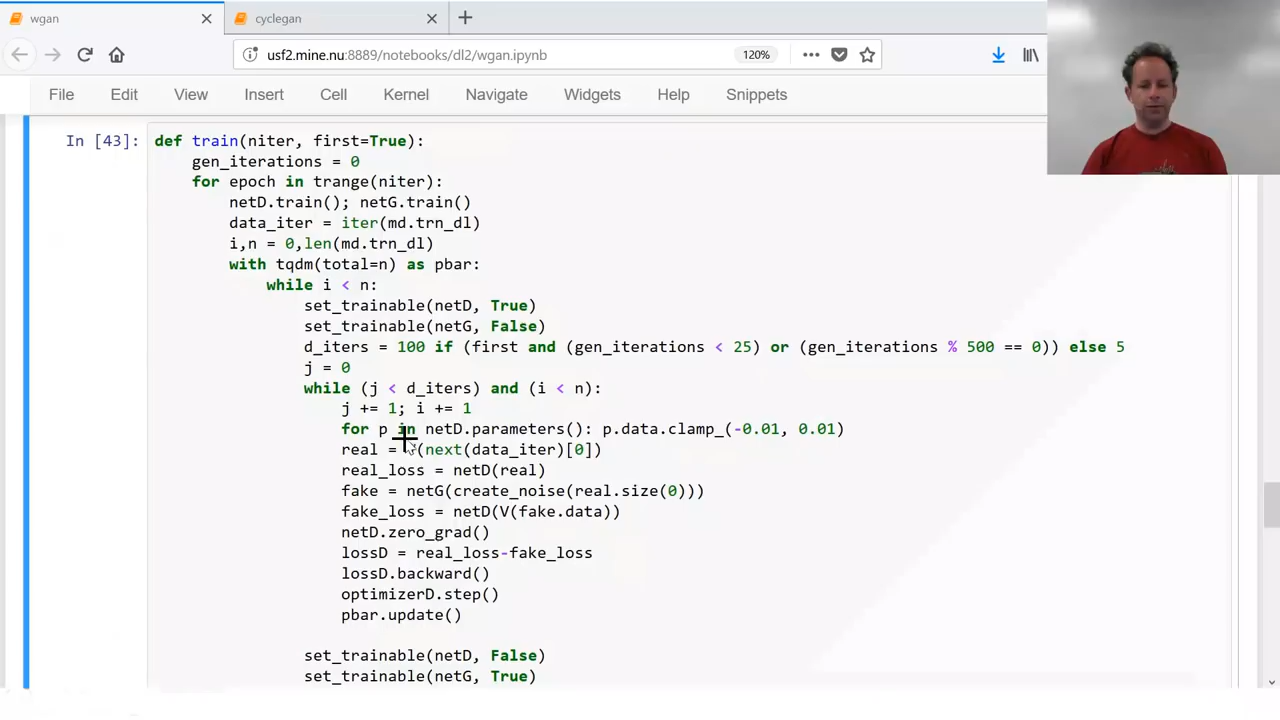 wgan
cyclegan
usf2.mine.nu:8889/notebooks/dl2/wgan.ipynb
120%
File Edit View Insert Cell Kernel Navigate Widgets Help Snippets
In [43]: def train(niter, first=True):
gen_iterations = 0
for epoch in trange(niter):
netD.train(); netG.train()
data_iter = iter(md.trn_dl)
i,n = 0,len(md.trn_dl)
with tqdm(total=n) as pbar:
while i < n:
set_trainable(netD, True)
set_trainable(netG, False)
d_iters = 100 if (first and (gen_iterations < 25) or (gen_iterations % 500 == 0)) else 5
j = 0
while (j < d_iters) and (i < n):
j += 1; i += 1
for p in netD.parameters(): p.data.clamp_(-0.01, 0.01)
real = (next(data_iter)[0])
real_loss = netD(real)
fake = netG(create_noise(real.size(0)))
fake_loss = netD(V(fake.data))
netD.zero_grad()
lossD = real_loss-fake_loss
lossD.backward()
optimizerD.step()
pbar.update()
set_trainable(netD, False)
set_trainable(netG, True)